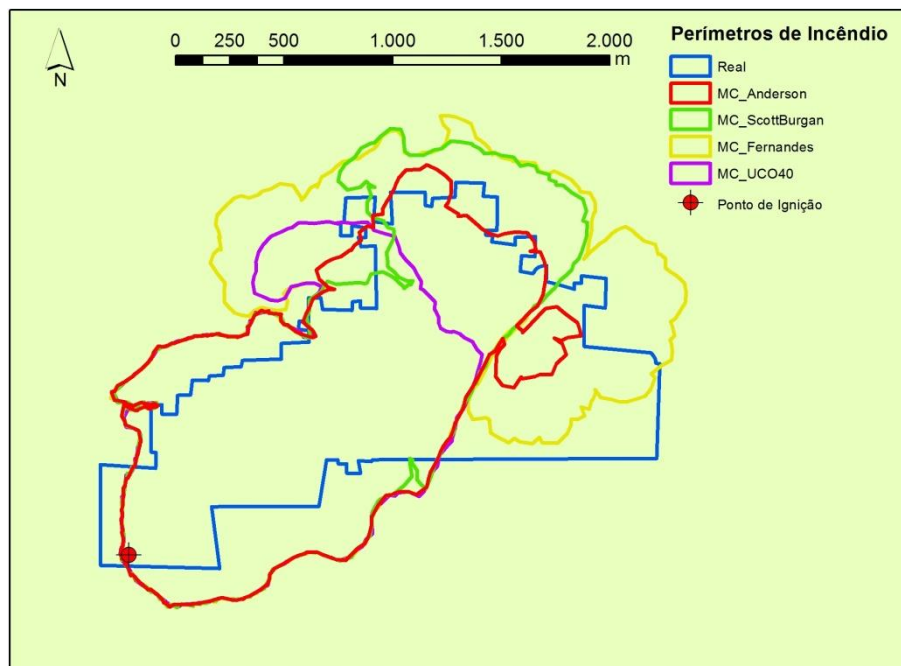 N
0 250 500 1.000 1.500 2.000
m
Perímetros de Incêndio
Real
MC_Anderson
MC_ScottBurgan
MC_Fernandes
MC_UCO40
Ponto de Ignição